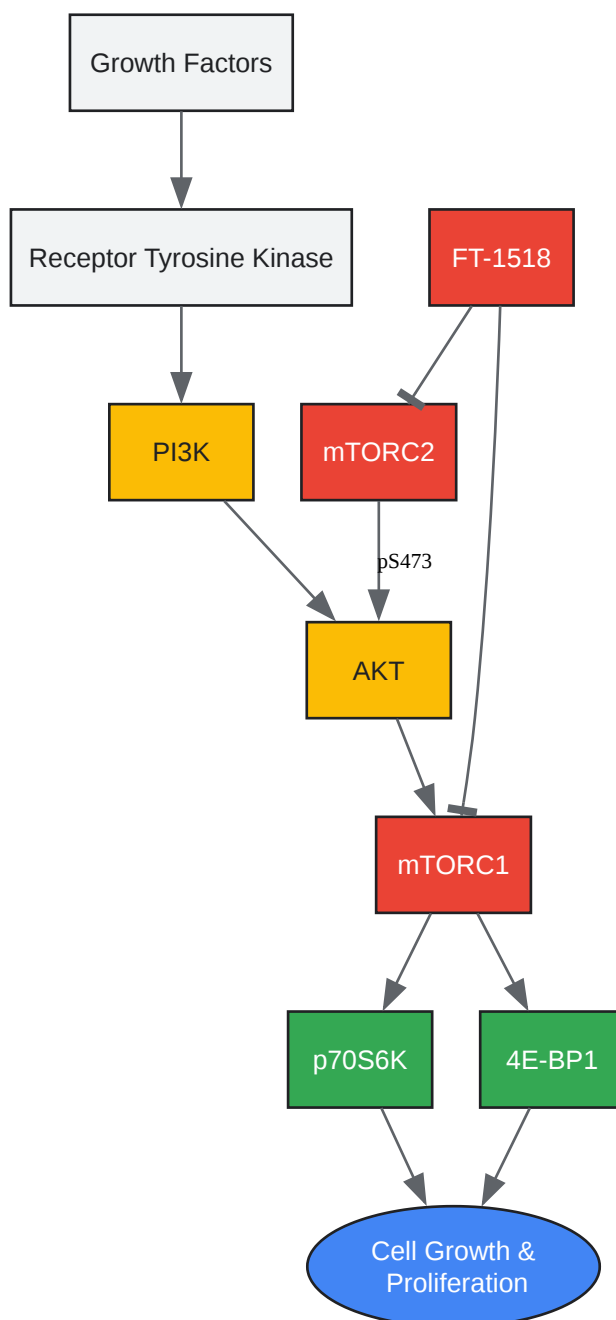 Growth Factors
Receptor Tyrosine Kinase
FT-1518
PI3K
mTORC2
pS473
AKT
mTORC1
p70S6K
4E-BP1
Cell Growth &
Proliferation